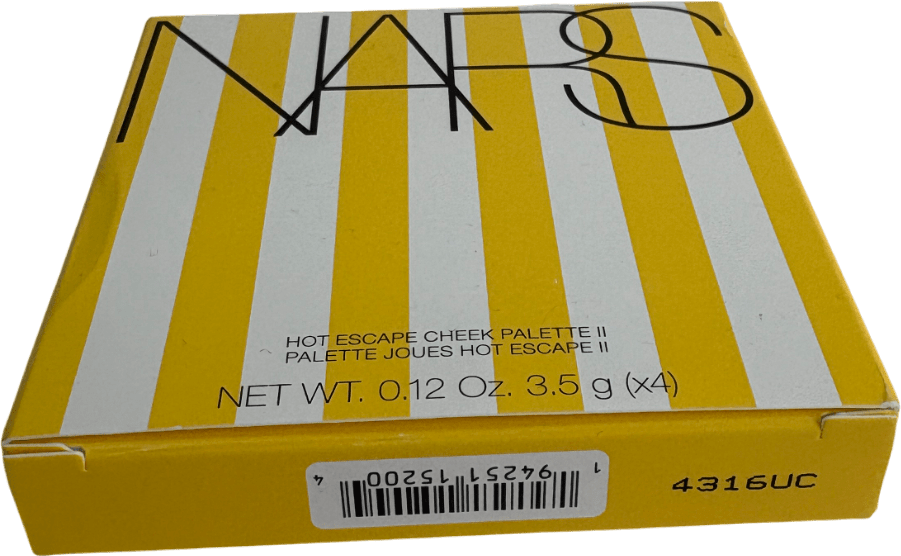 NARS
HOT ESCAPE CHEEK PALETTE II
PALETTE JOUES HOT ESCAPE II
NET WT. 0.12 Oz. 3.5 g (x4)
1 94251 15200 4
4316UC